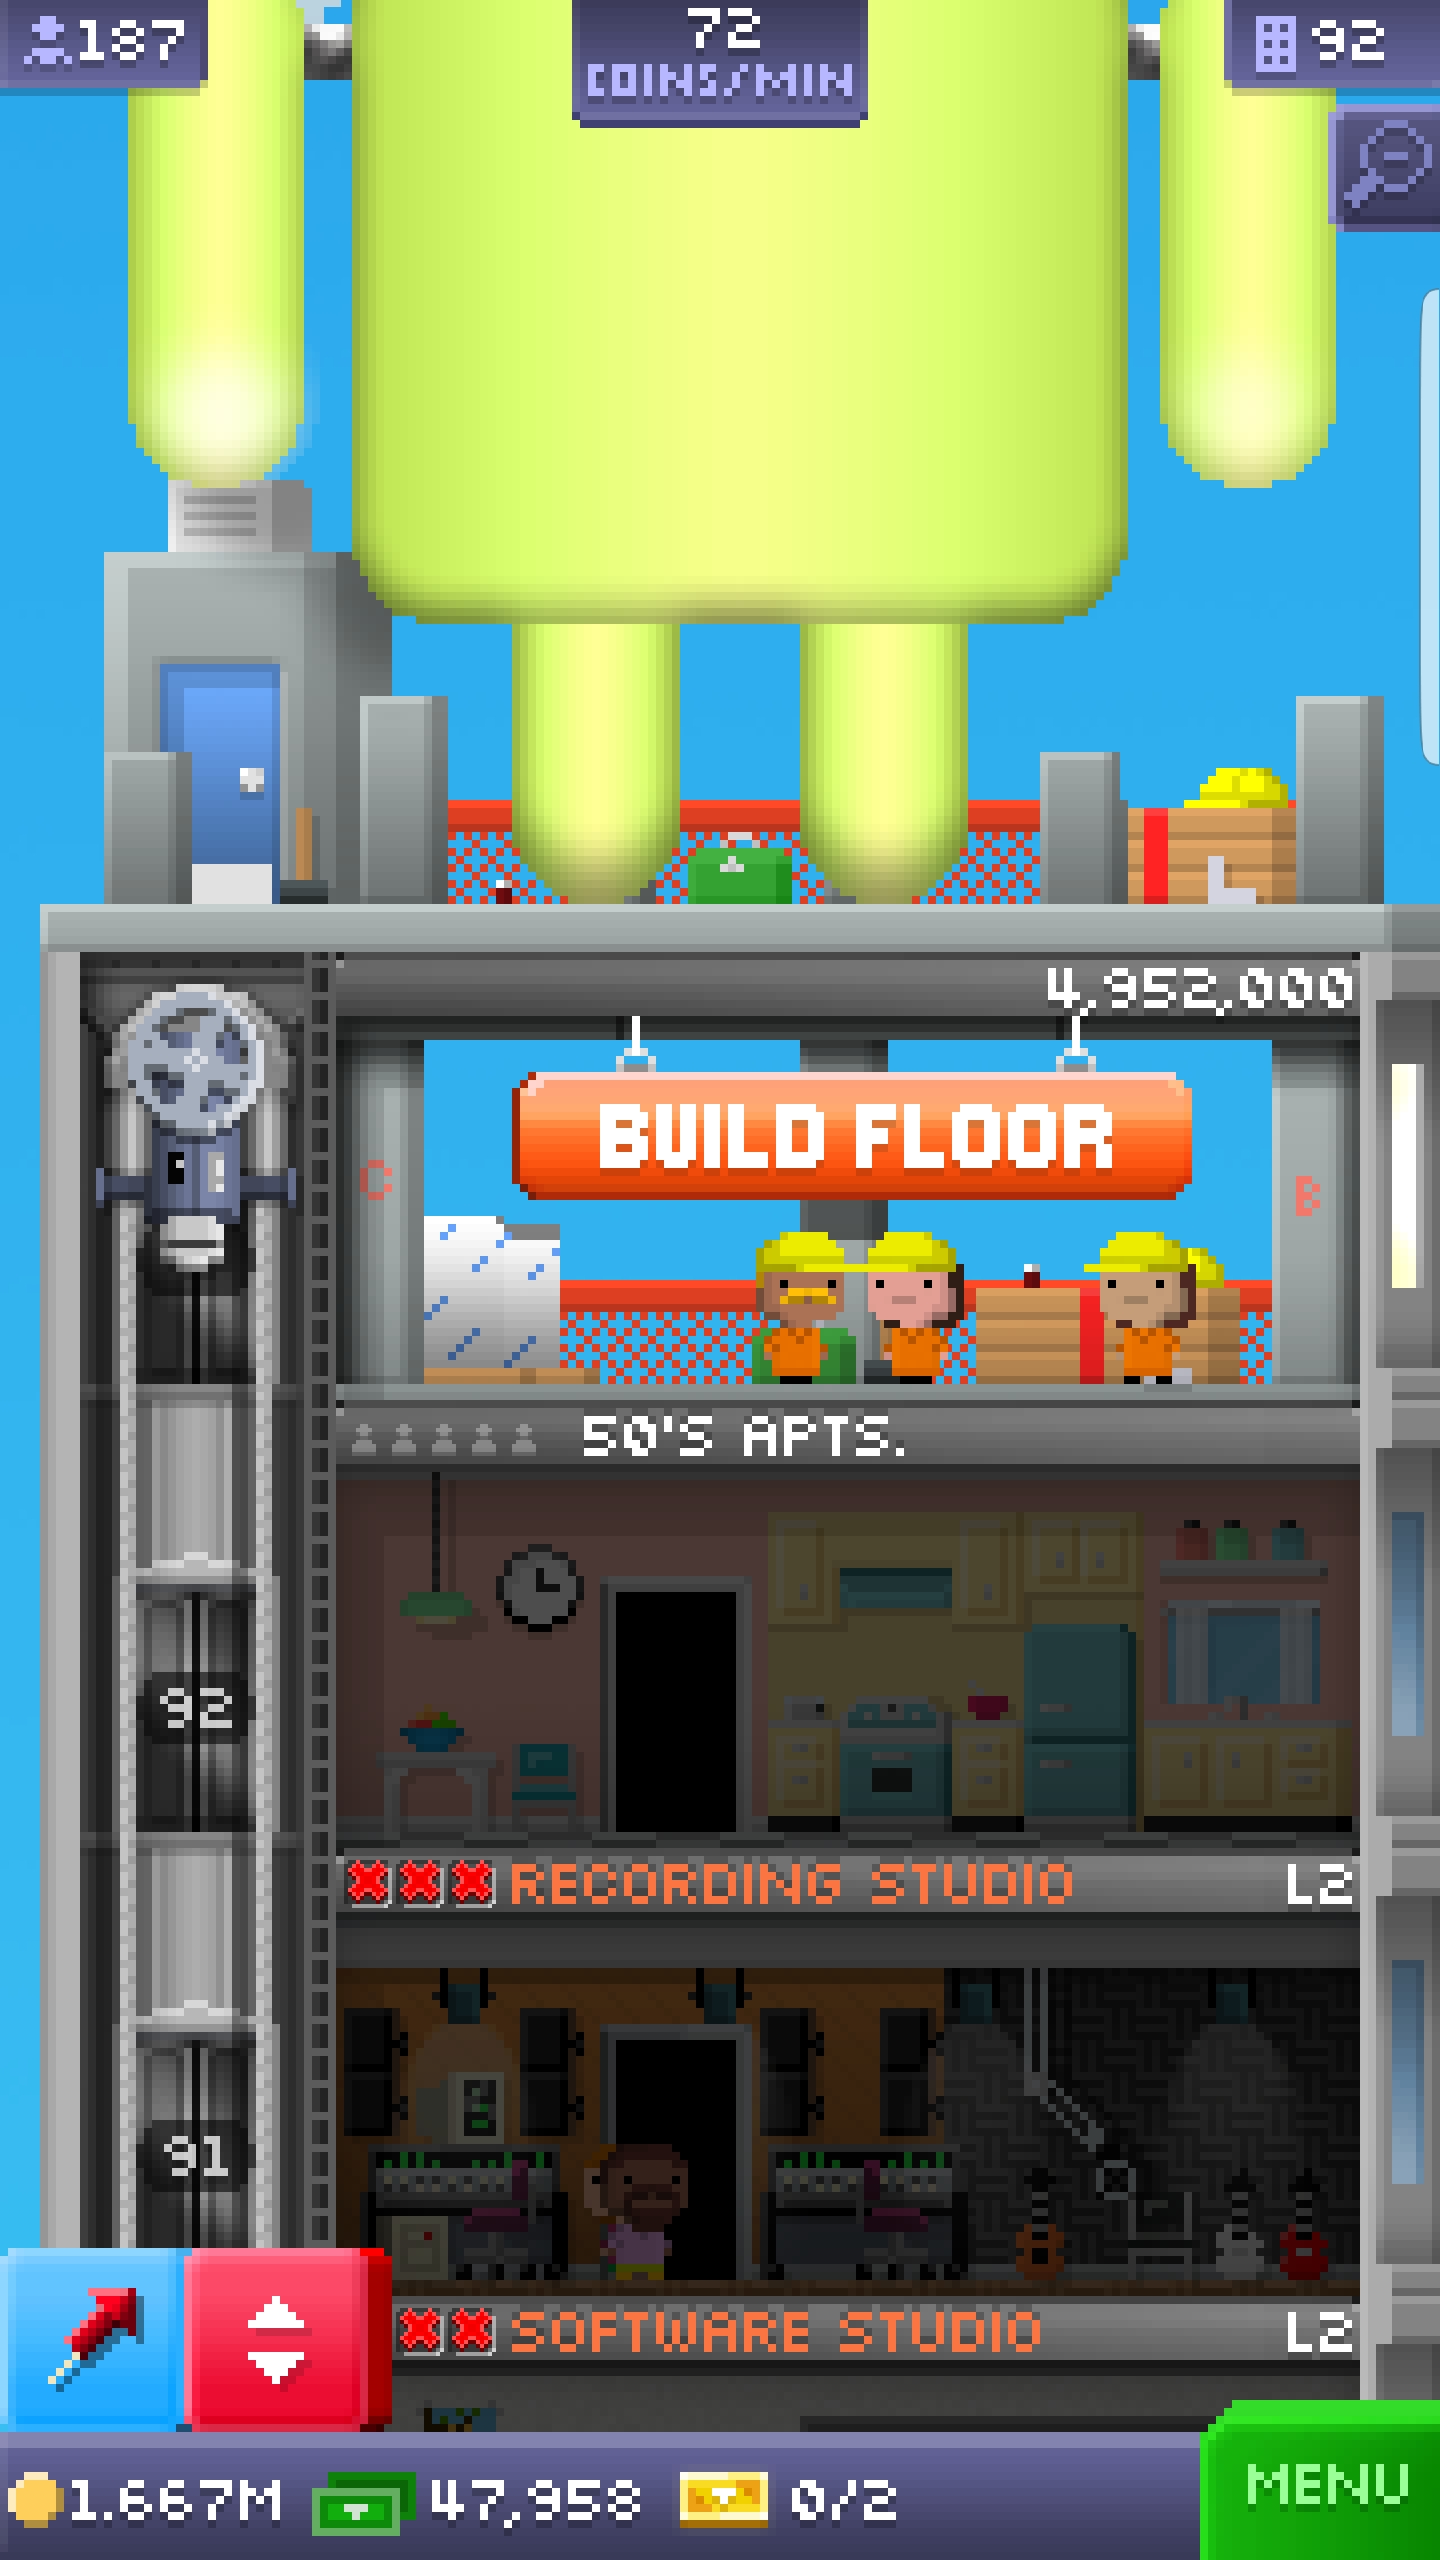 187
72
COINS/MIN
92
4,952,000
BUILD FLOOR
C
B
50'S APTS.
92
RECORDING STUDIO L2
91
SOFTWARE STUDIO L2
1.667M 47,958 0/2
MENU